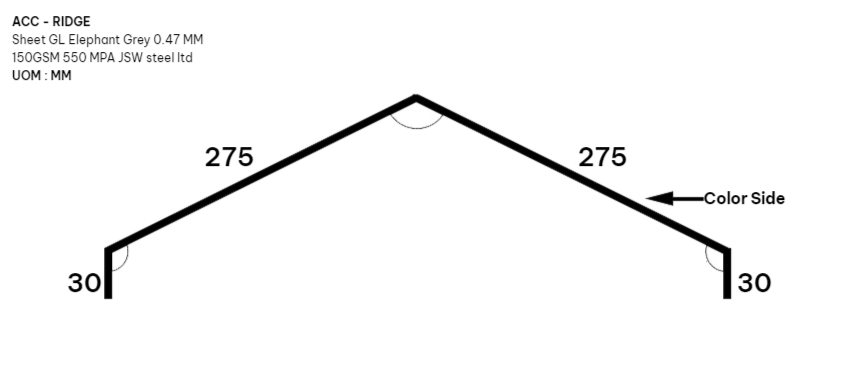 ACC - RIDGE
Sheet GL Elephant Grey 0.47 MM
150GSM 550 MPA JSW steel ltd
UOM : MM
275
275
Color Side
30
30